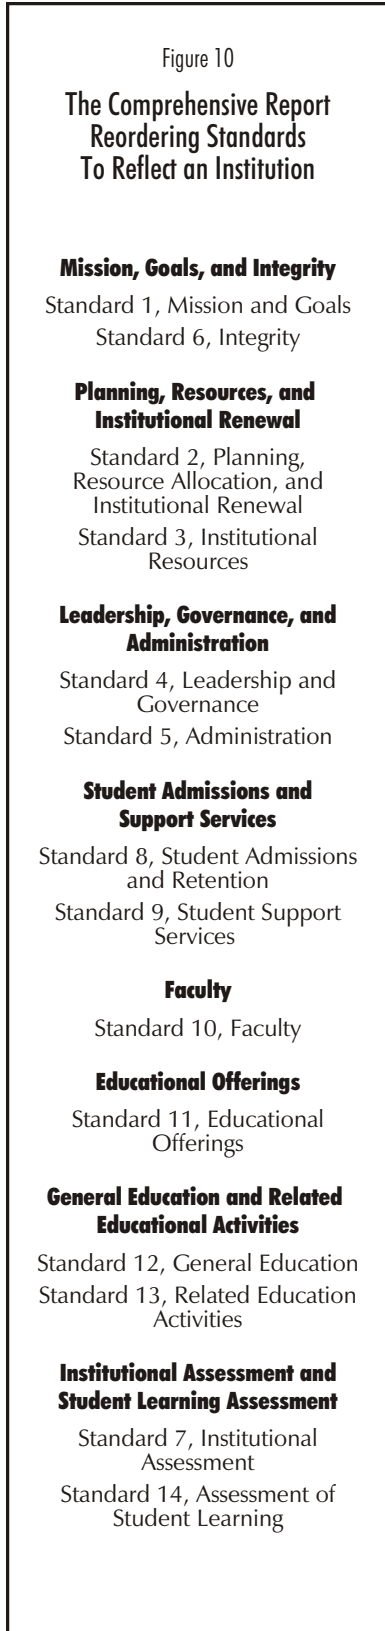 Figure 10
The Comprehensive Report
Reordering Standards
To Reflect an Institution
Mission, Goals, and Integrity
Standard 1, Mission and Goals
Standard 6, Integrity
Planning, Resources, and
Institutional Renewal
Standard 2, Planning,
Resource Allocation, and
Institutional Renewal
Standard 3, Institutional
Resources
Leadership, Governance, and
Administration
Standard 4, Leadership and
Governance
Standard 5, Administration
Student Admissions and
Support Services
Standard 8, Student Admissions
and Retention
Standard 9, Student Support
Services
Faculty
Standard 10, Faculty
Educational Offerings
Standard 11, Educational
Offerings
General Education and Related
Educational Activities
Standard 12, General Education
Standard 13, Related Education
Activities
Institutional Assessment and
Student Learning Assessment
Standard 7, Institutional
Assessment
Standard 14, Assessment of
Student Learning